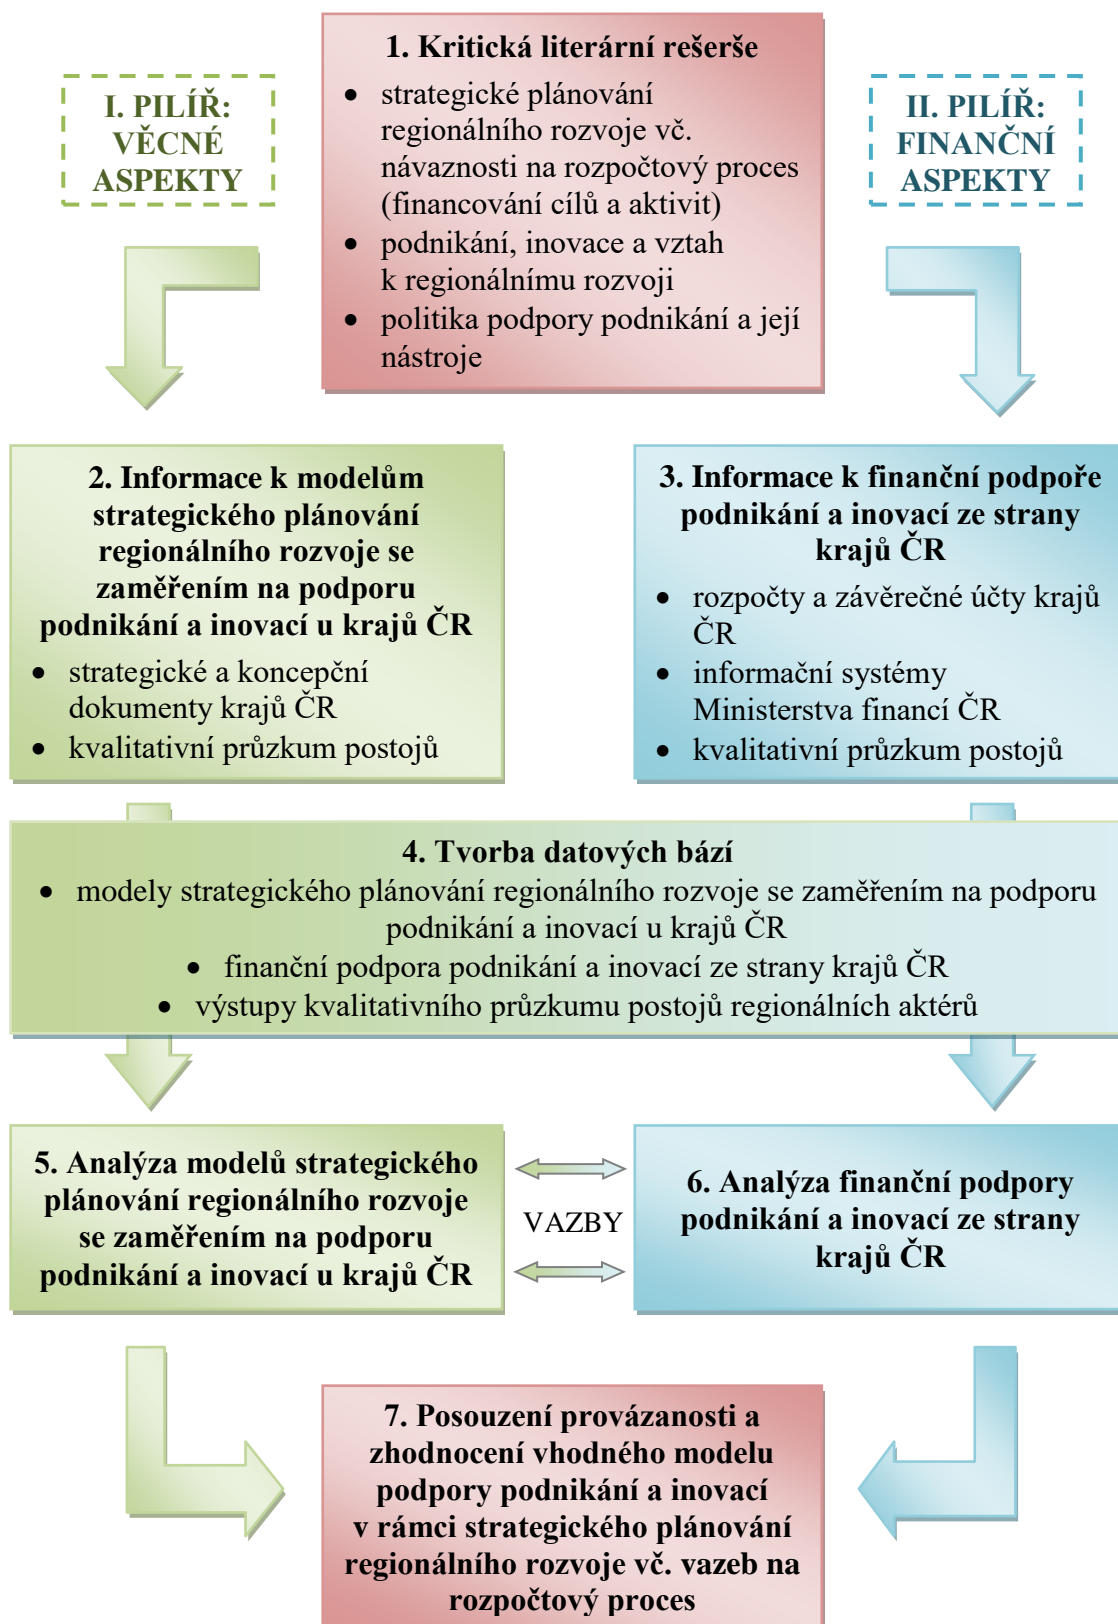 1. Kritická literární rešerše
• strategické plánování
regionálního rozvoje vč.
návaznosti na rozpočtový proces
(financování cílů a aktivit)
• podnikání, inovace a vztah
k regionálnímu rozvoji
• politika podpory podnikání a její
nástroje
I. PILÍŘ:
VĚCNÉ
ASPEKTY
II. PILÍŘ:
FINANČNÍ
ASPEKTY
2. Informace k modelům
strategického plánování
regionálního rozvoje se
zaměřením na podporu
podnikání a inovací u krajů ČR
• strategické a koncepční
dokumenty krajů ČR
• kvalitativní průzkum postojů
3. Informace k finanční podpoře
podnikání a inovací ze strany
krajů ČR
• rozpočty a závěrečné účty krajů
ČR
• informační systémy
Ministerstva financí ČR
• kvalitativní průzkum postojů
4. Tvorba datových bází
• modely strategického plánování regionálního rozvoje se zaměřením na podporu
podnikání a inovací u krajů ČR
• finanční podpora podnikání a inovací ze strany krajů ČR
• výstupy kvalitativního průzkumu postojů regionálních aktérů
5. Analýza modelů strategického
plánování regionálního rozvoje
se zaměřením na podporu
podnikání a inovací u krajů ČR
VAZBY
6. Analýza finanční podpory
podnikání a inovací ze strany
krajů ČR
7. Posouzení provázanosti a
zhodnocení vhodného modelu
podpory podnikání a inovací
v rámci strategického plánování
regionálního rozvoje vč. vazeb na
rozpočtový proces